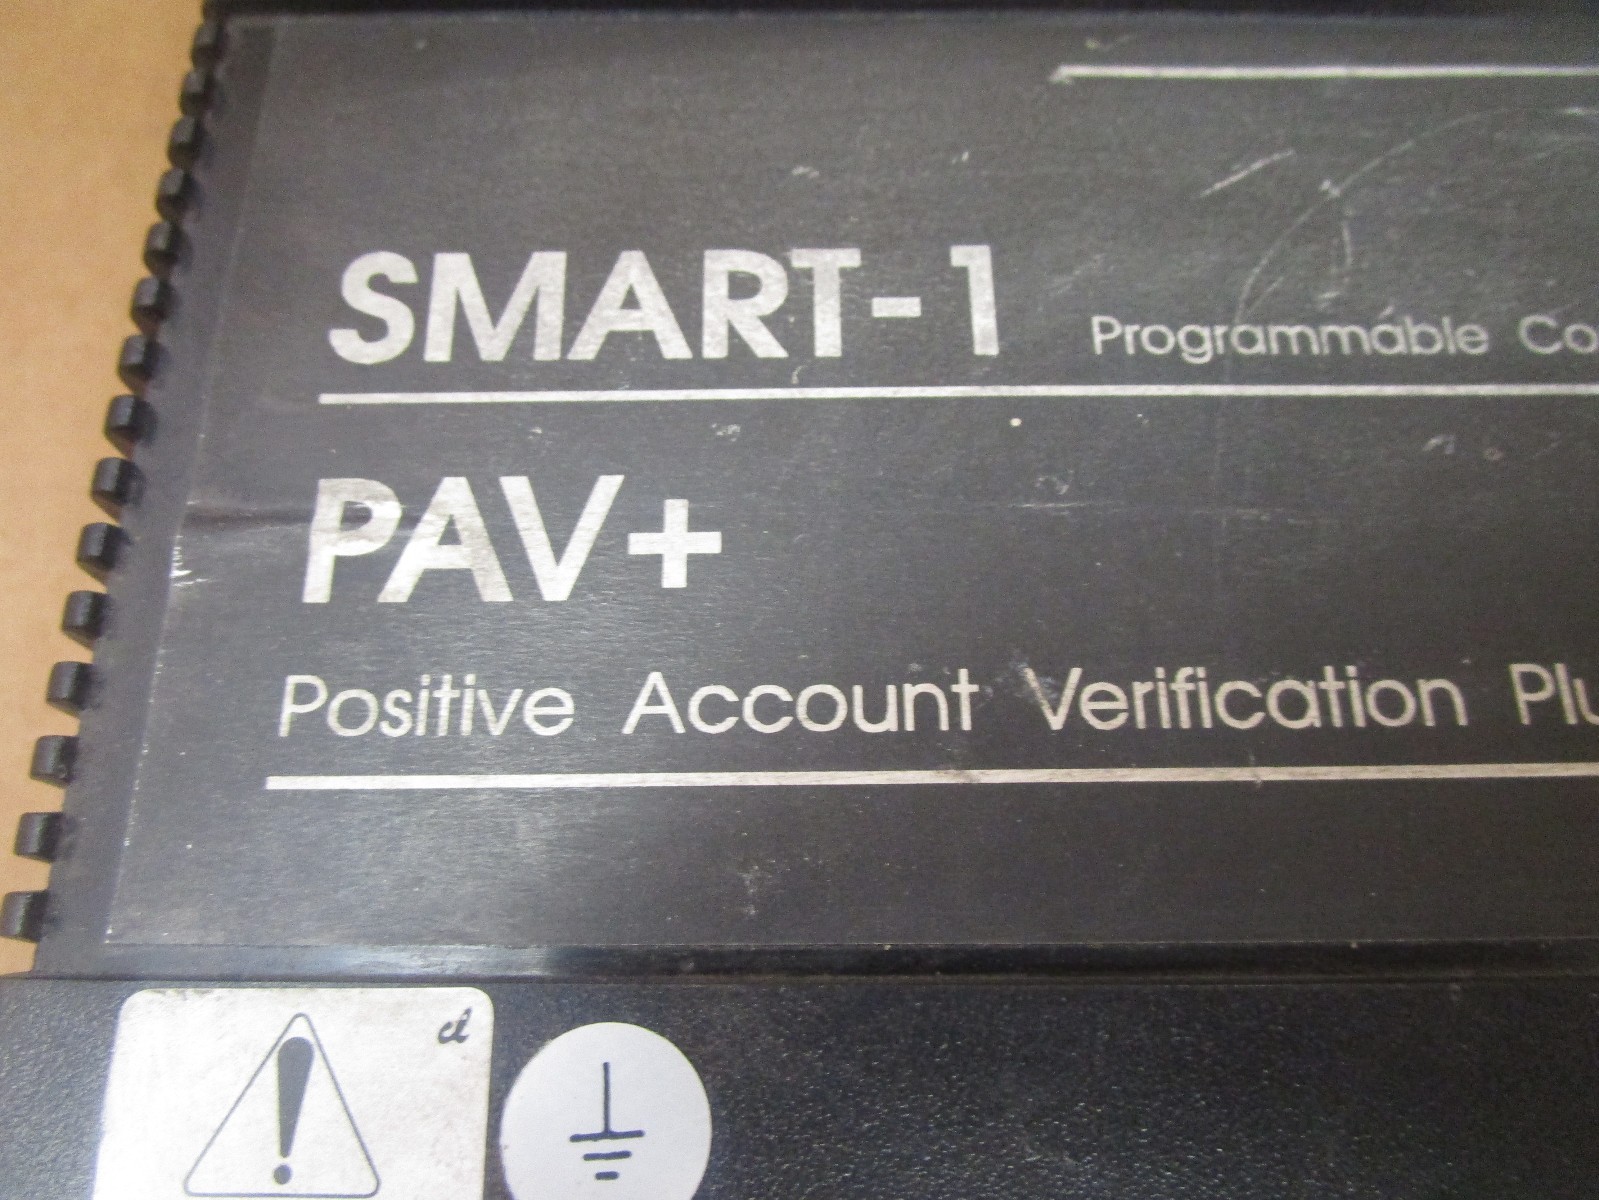 SMART-1 Programmable Co
PAV+
Positive Account Verification Plu